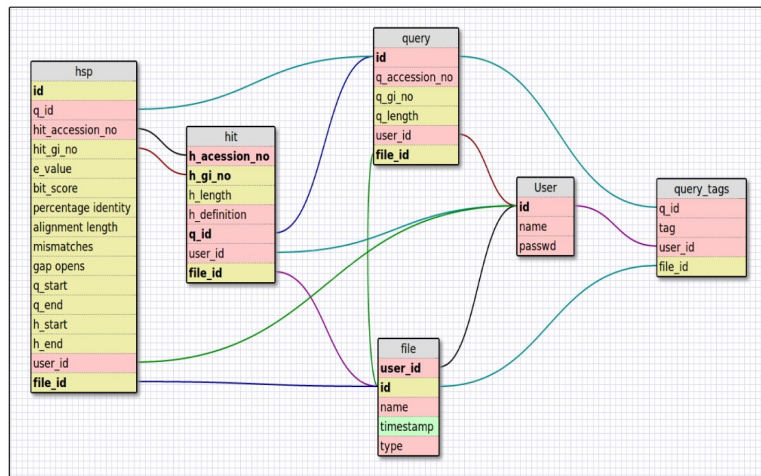 hsp
id
q_id
hit_accession_no
hit_gi_no
e_value
bit_score
percentage identity
alignment length
mismatches
gap opens
q_start
q_end
h_start
h_end
user_id
file_id
hit
h_acession_no
h_gi_no
h_length
h_definition
q_id
user_id
file_id
query
id
q_accession_no
q_gi_no
q_length
user_id
file_id
User
id
name
passwd
file
user_id
id
name
timestamp
type
query_tags
q_id
tag
user_id
file_id